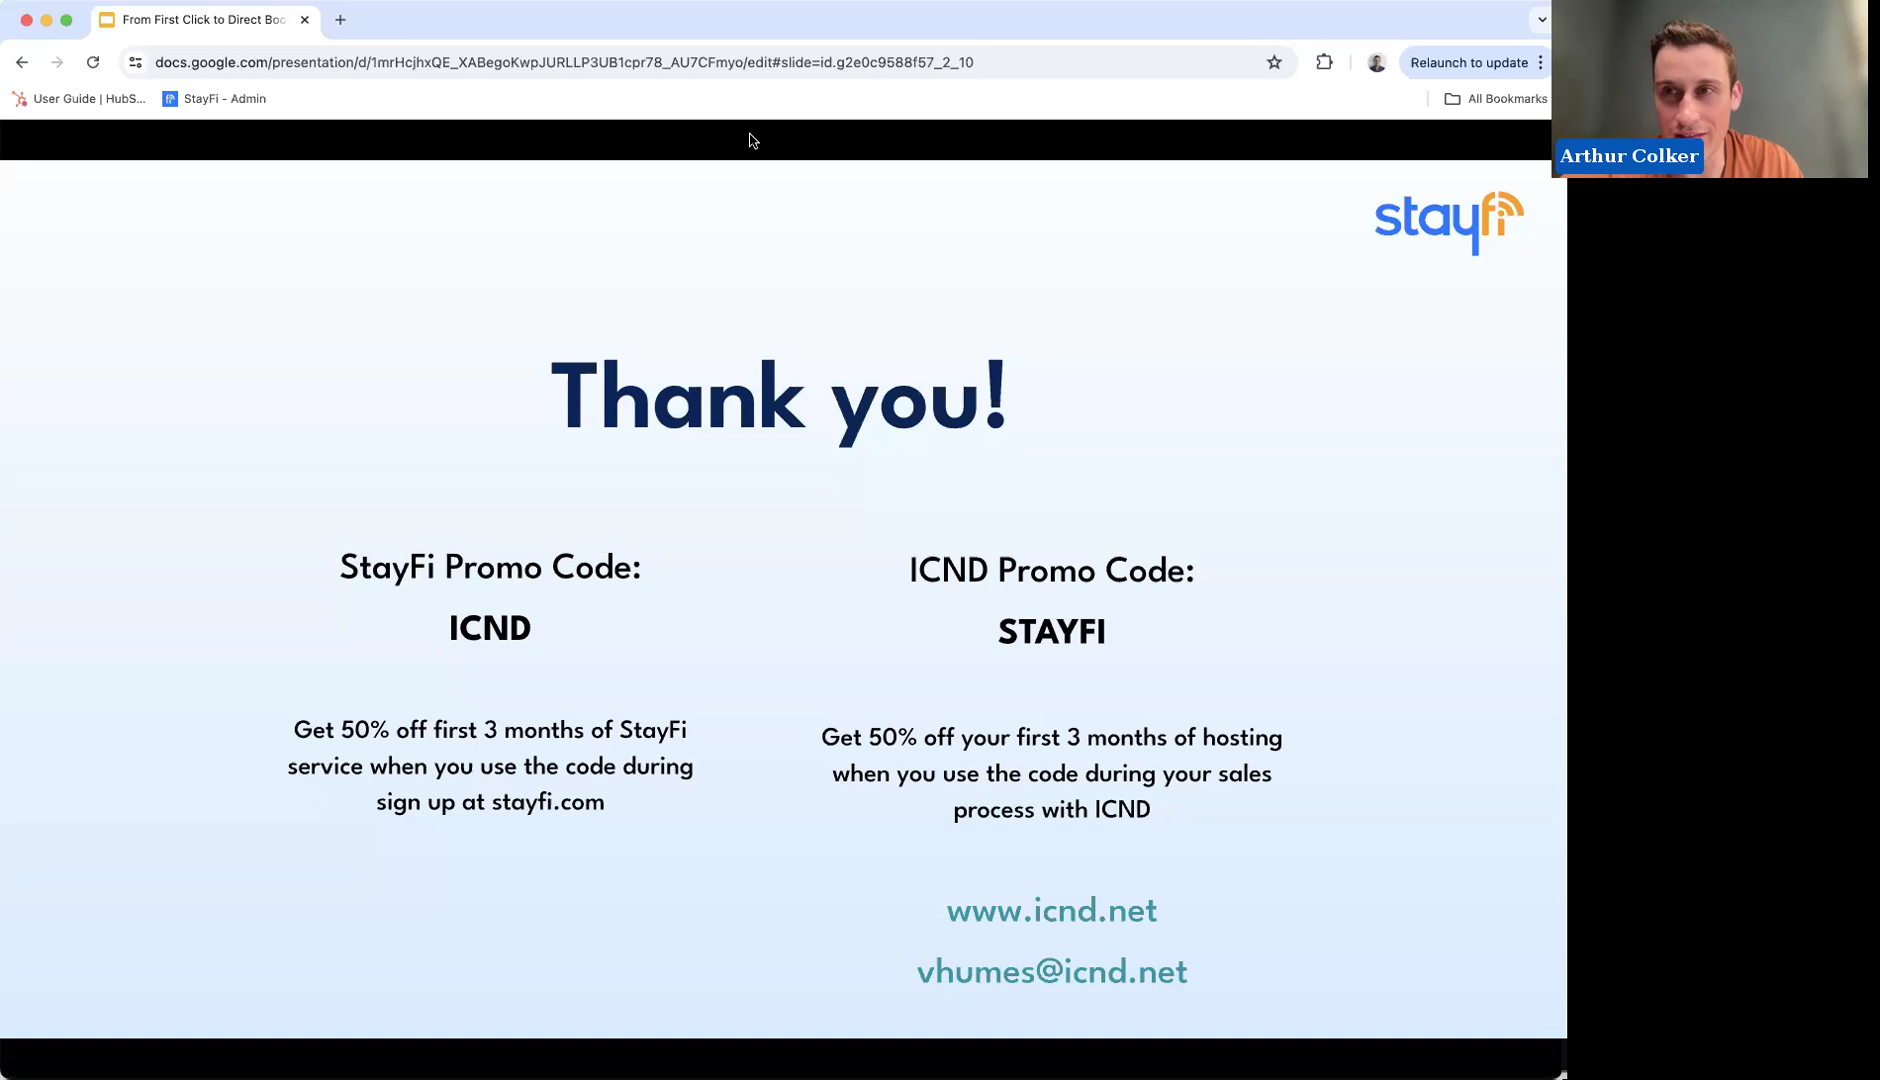 From First Click to Direct Boo
docs.google.com/presentation/d/1mrHcjhxQE_XABegoKwpJURLLP3UB1cpr78_AU7CFmyo/edit#slide=id.g2e0c9588f57_2_10
Relaunch to update
User Guide | HubS...
StayFi - Admin
All Bookmarks
Arthur Colker
stayfi
Thank you!
StayFi Promo Code:
ICND
Get 50% off first 3 months of StayFi
service when you use the code during
sign up at stayfi.com
ICND Promo Code:
STAYFI
Get 50% off your first 3 months of hosting
when you use the code during your sales
process with ICND
www.icnd.net
vhumes@icnd.net